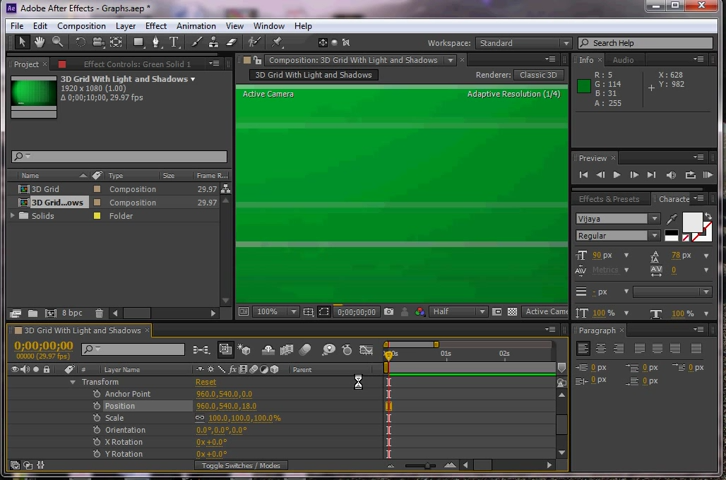 Adobe After Effects - Graphs.aep *
File Edit Composition Layer Effect Animation View Window Help
Workspace: Standard
Search Help
Project
Effect Controls: Green Solid 1
3D Grid With Light and Shadows
1920 x 1080 (1.00)
Δ 0;00;10;00, 29.97 fps
Name Type Size Frame R...
3D Grid Composition 29.97
3D Grid...ows Composition 29.97
Solids Folder
8 bpc
Composition: 3D Grid With Light and Shadows
3D Grid With Light and Shadows
Renderer: Classic 3D
Active Camera
Adaptive Resolution (1/4)
100% 0;00;00;00 Half Active Came
Info Audio
R : 5
G : 114
B : 31
A : 255
X : 628
Y : 982
Preview
Effects & Presets Characte
Vijaya
Regular
90 px 78 px
Metrics 0
- px
100 % 100 %
Paragraph
0 px 0 px
0 px
0 px 0 px
3D Grid With Light and Shadows
0;00;00;00
00000 (29.97 fps)
# Layer Name Parent
01s 02s
Transform Reset
Anchor Point 960.0,540.0,0.0
Position 960.0,540.0,18.0
Scale 100.0,100.0,100.0%
Orientation 0.0°,0.0°,0.0°
X Rotation 0x+0.0°
Y Rotation 0x+0.0°
Toggle Switches / Modes